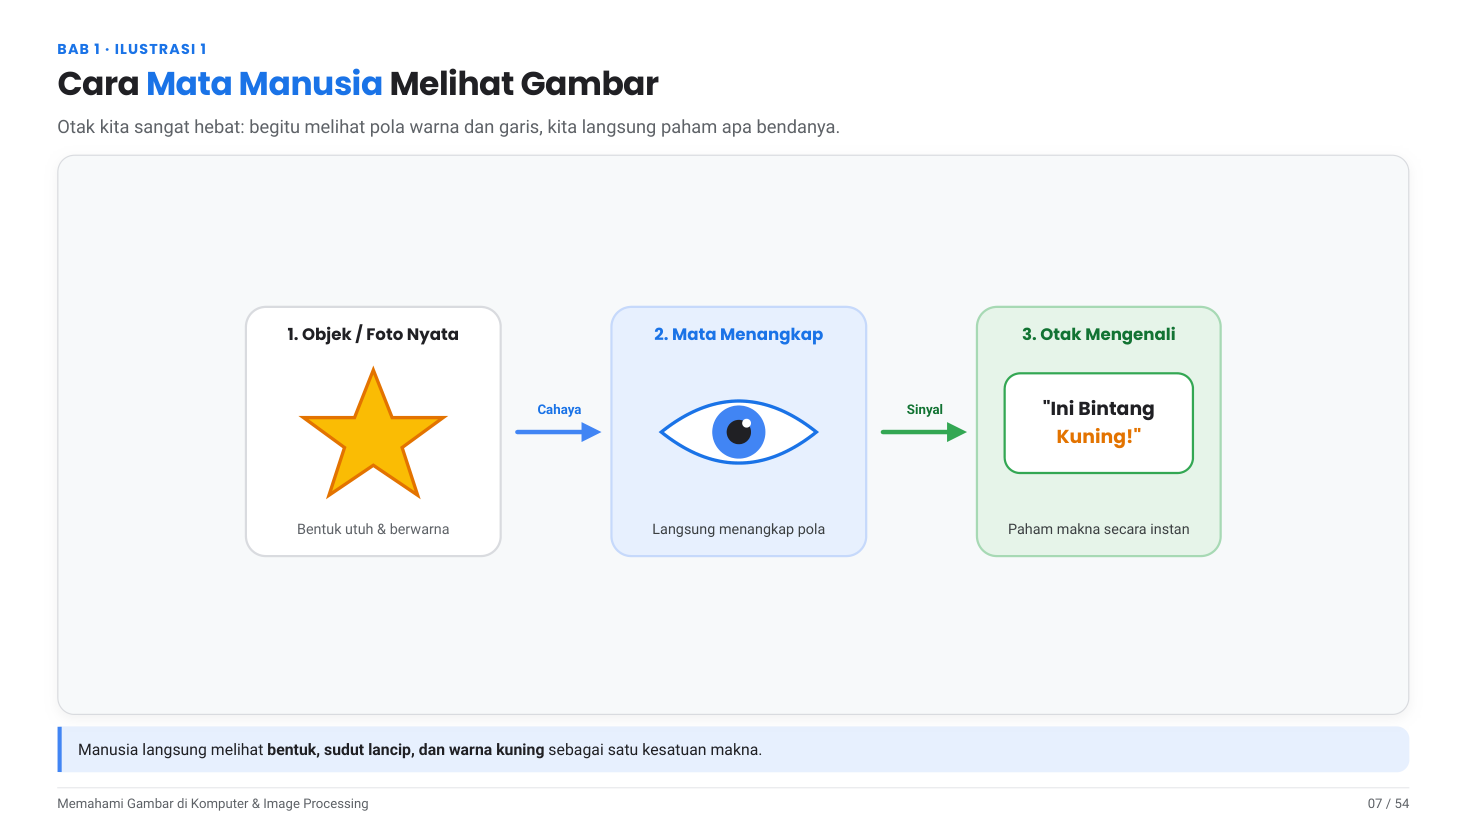 BAB 1 · ILUSTRASI 1
Cara Mata Manusia Melihat Gambar
Otak kita sangat hebat: begitu melihat pola warna dan garis, kita langsung paham apa bendanya.
1. Objek / Foto Nyata
Bentuk utuh & berwarna
Cahaya
2. Mata Menangkap
Langsung menangkap pola
Sinyal
3. Otak Mengenali
"Ini Bintang
Kuning!"
Paham makna secara instan
Manusia langsung melihat bentuk, sudut lancip, dan warna kuning sebagai satu kesatuan makna.
Memahami Gambar di Komputer & Image Processing
07 / 54